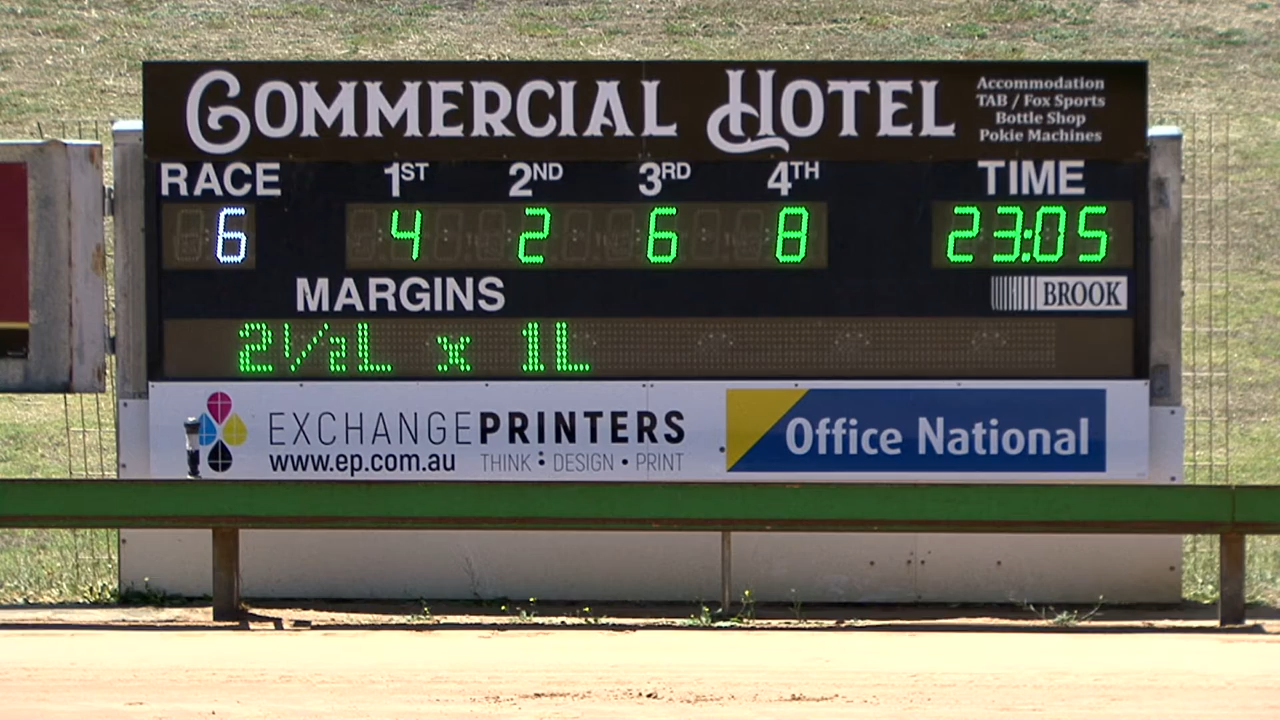 COMMERCIAL HOTEL
Accommodation
TAB / Fox Sports
Bottle Shop
Pokie Machines
RACE 1ST 2ND 3RD 4TH TIME
6 4 2 6 8 23:05
MARGINS
BROOK
2½L x 1L
EXCHANGEPRINTERS
www.ep.com.au THINK • DESIGN • PRINT
Office National